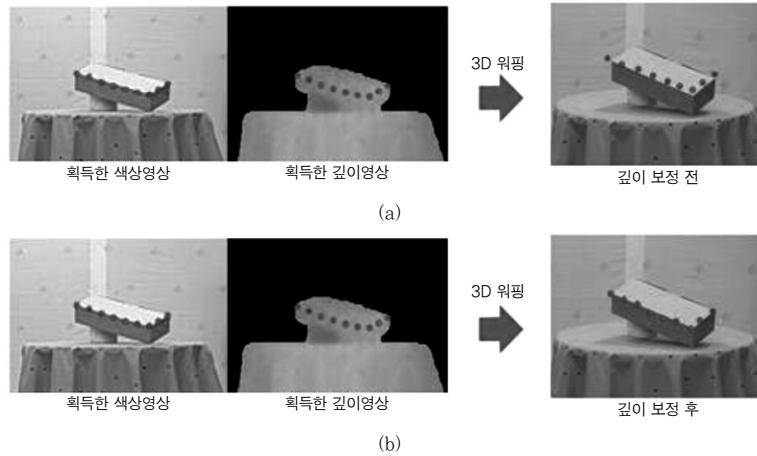 3D 워핑
획득한 색상영상
획득한 깊이영상
깊이 보정 전
(a)
3D 워핑
획득한 색상영상
획득한 깊이영상
깊이 보정 후
(b)